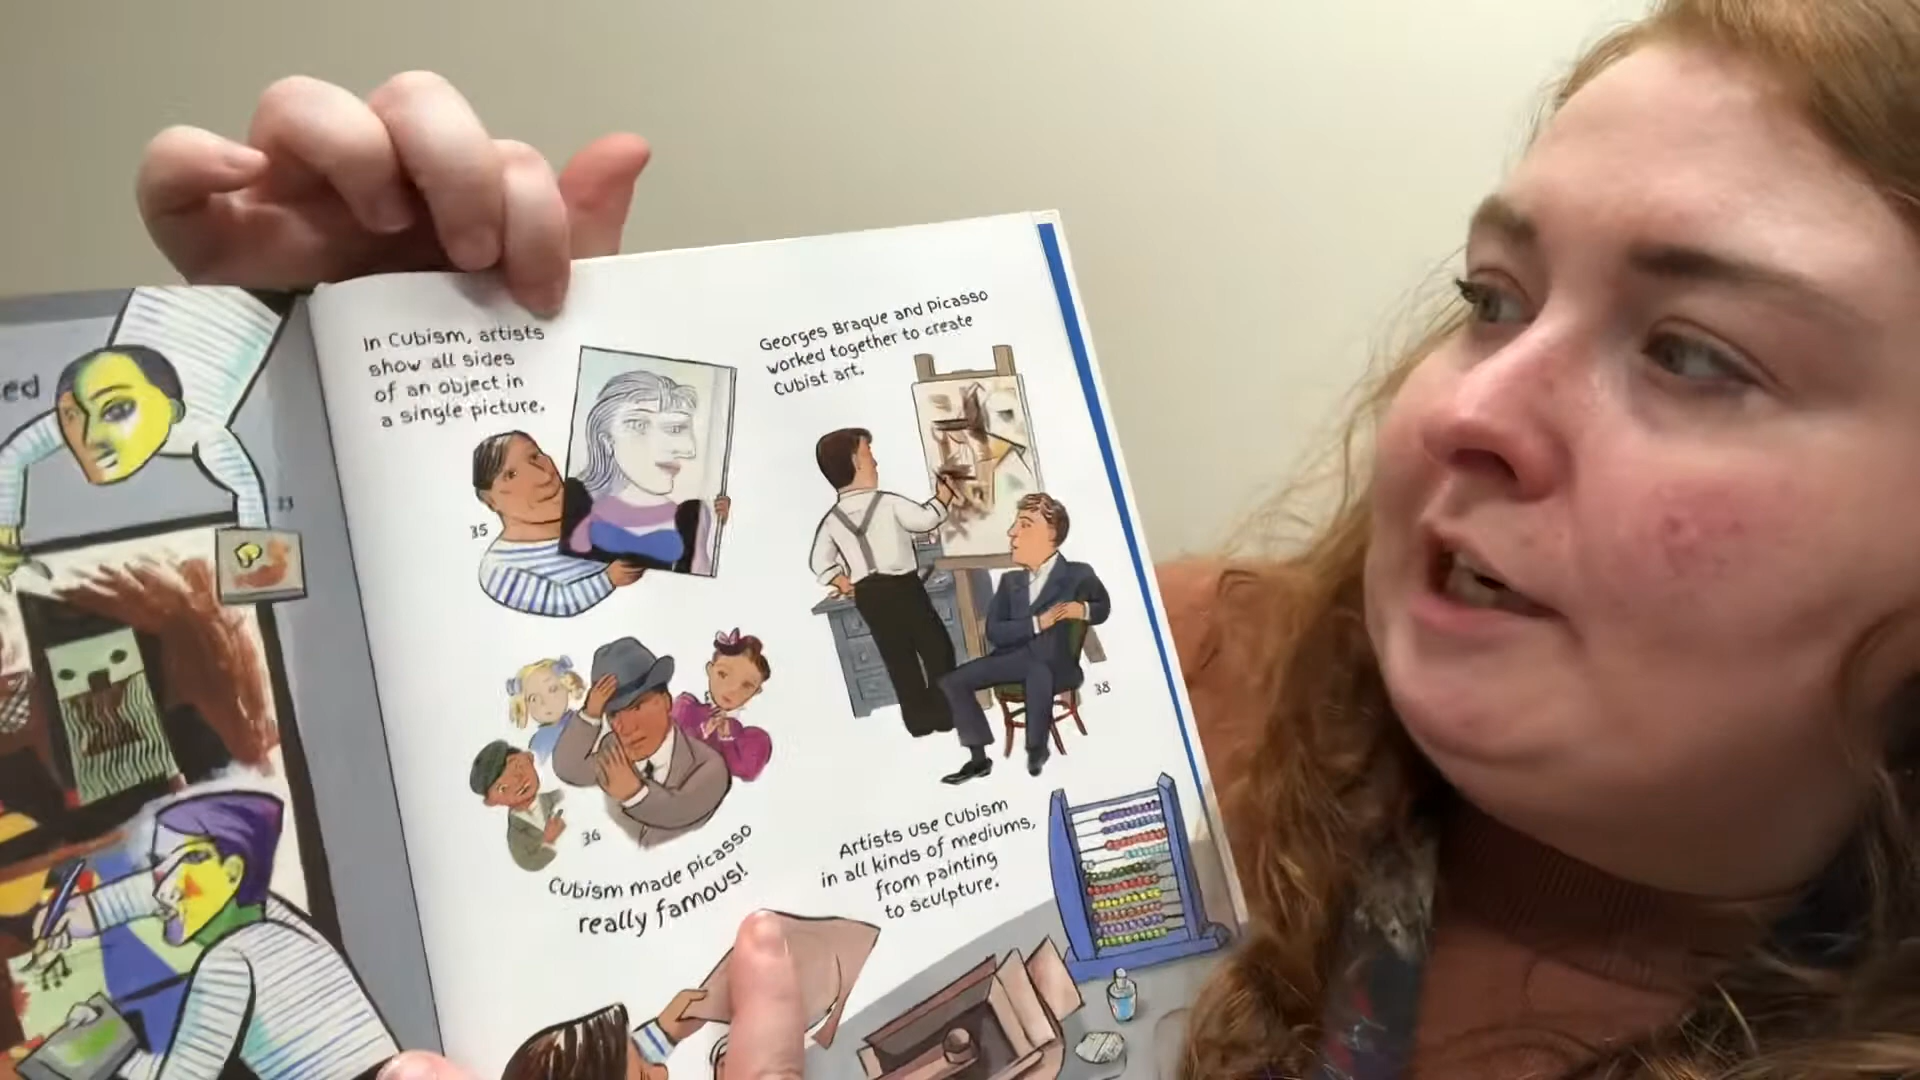 ed
33
In Cubism, artists
show all sides
of an object in
a single picture.
35
Georges Braque and Picasso
worked together to create
Cubist art.
38
36
Cubism made Picasso
really famous!
Artists use Cubism
in all kinds of mediums,
from painting
to sculpture.